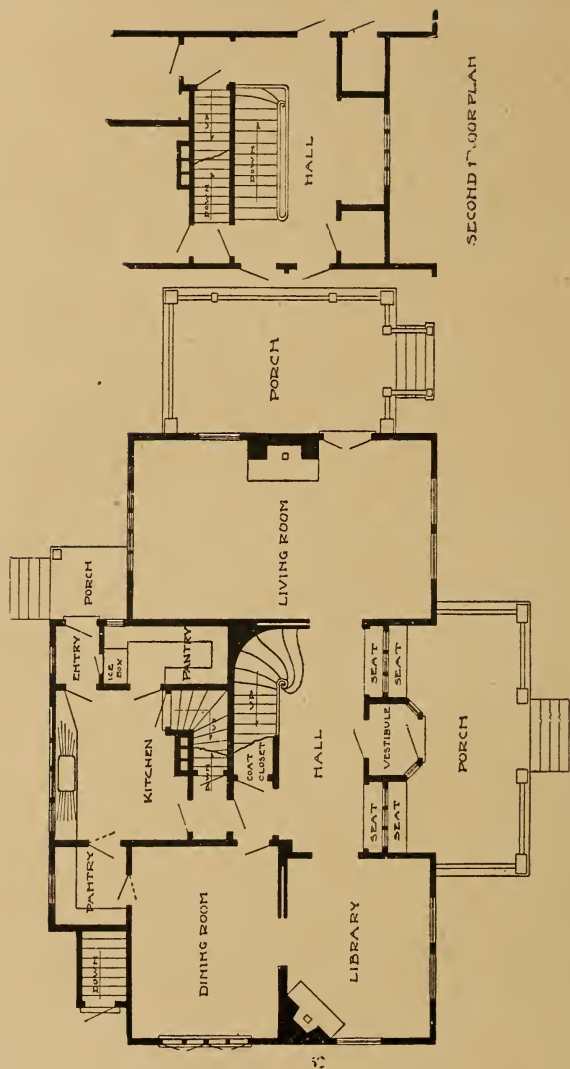 UP
DOWN
DOWN
HALL
SECOND FLOOR PLAN
PORCH
LIVING ROOM
PORCH
ENTRY
ICE
BOX
PANTRY
KITCHEN
UP
DOWN
COAT
CLOSET
UP
HALL
SEAT
SEAT
VESTIBULE
SEAT
SEAT
PORCH
PANTRY
DOWN
DINING ROOM
LIBRARY